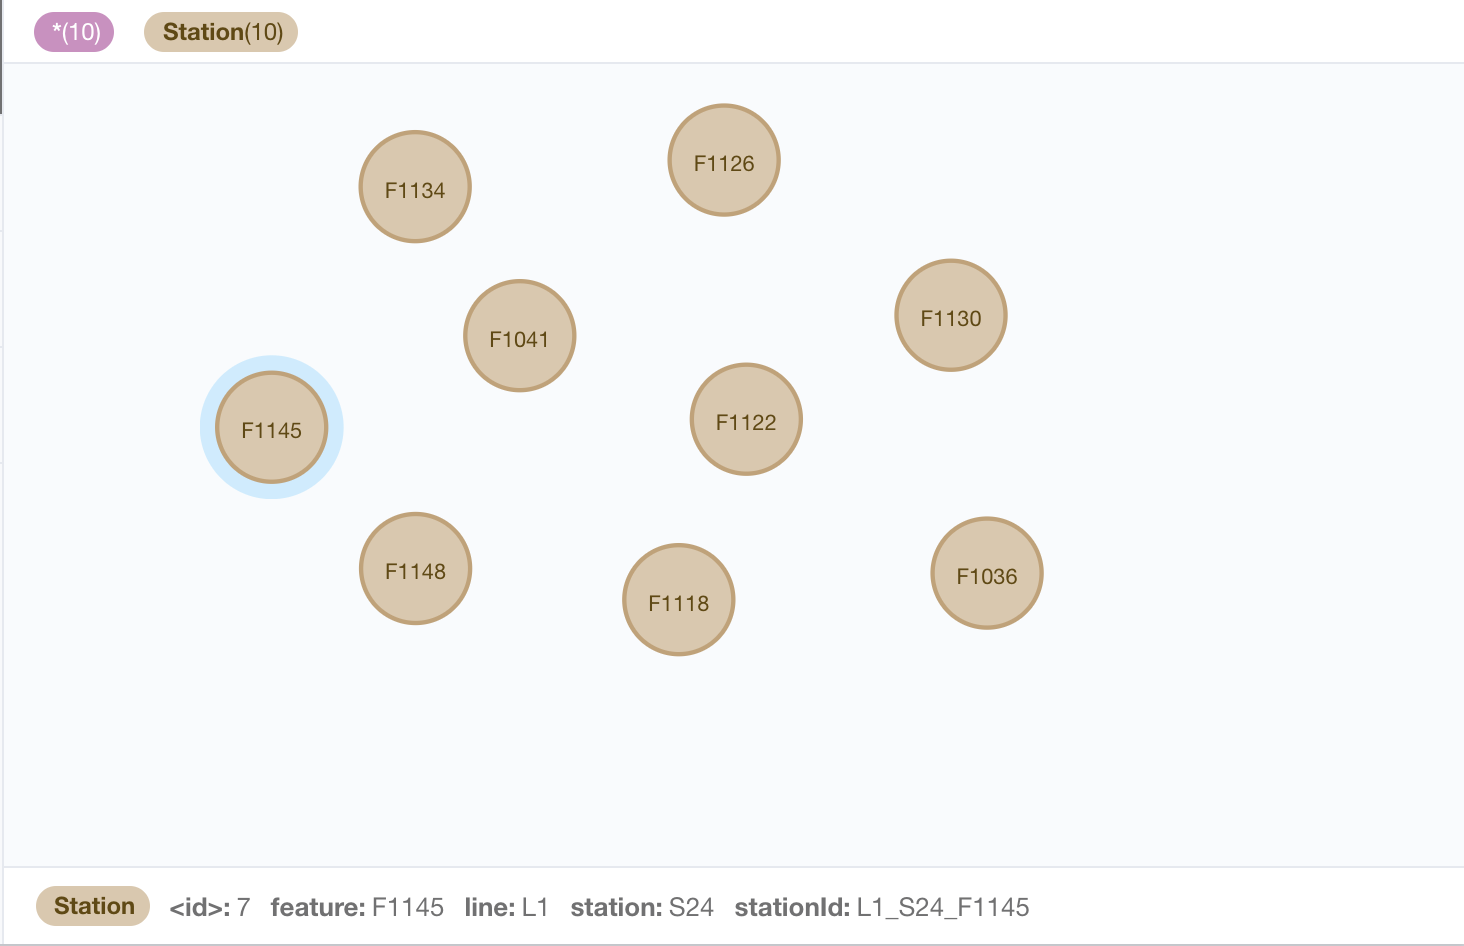 *(10) Station(10)
F1126
F1134
F1130
F1041
F1122
F1145
F1148
F1036
F1118
Station <id>: 7 feature: F1145 line: L1 station: S24 stationId: L1_S24_F1145